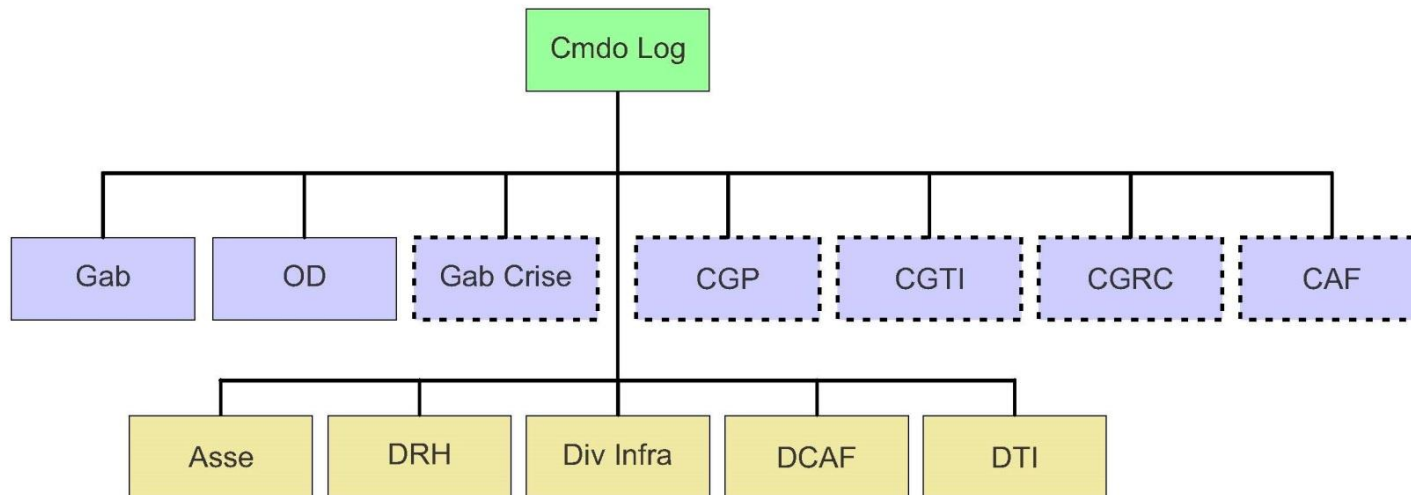 Cmdo Log
Gab
OD
Gab Crise
CGP
CGTI
CGRC
CAF
Asse
DRH
Div Infra
DCAF
DTI